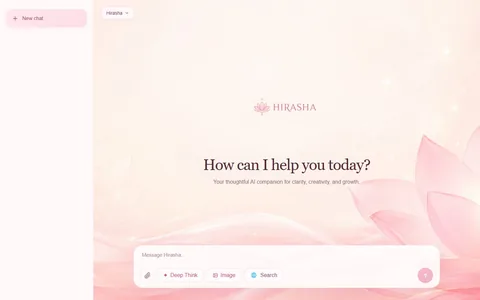 + New chat
Hirasha
HIRASHA
How can I help you today?
Your thoughtful AI companion for clarity, creativity, and growth.
Message Hirasha
Deep Think
Image
Search